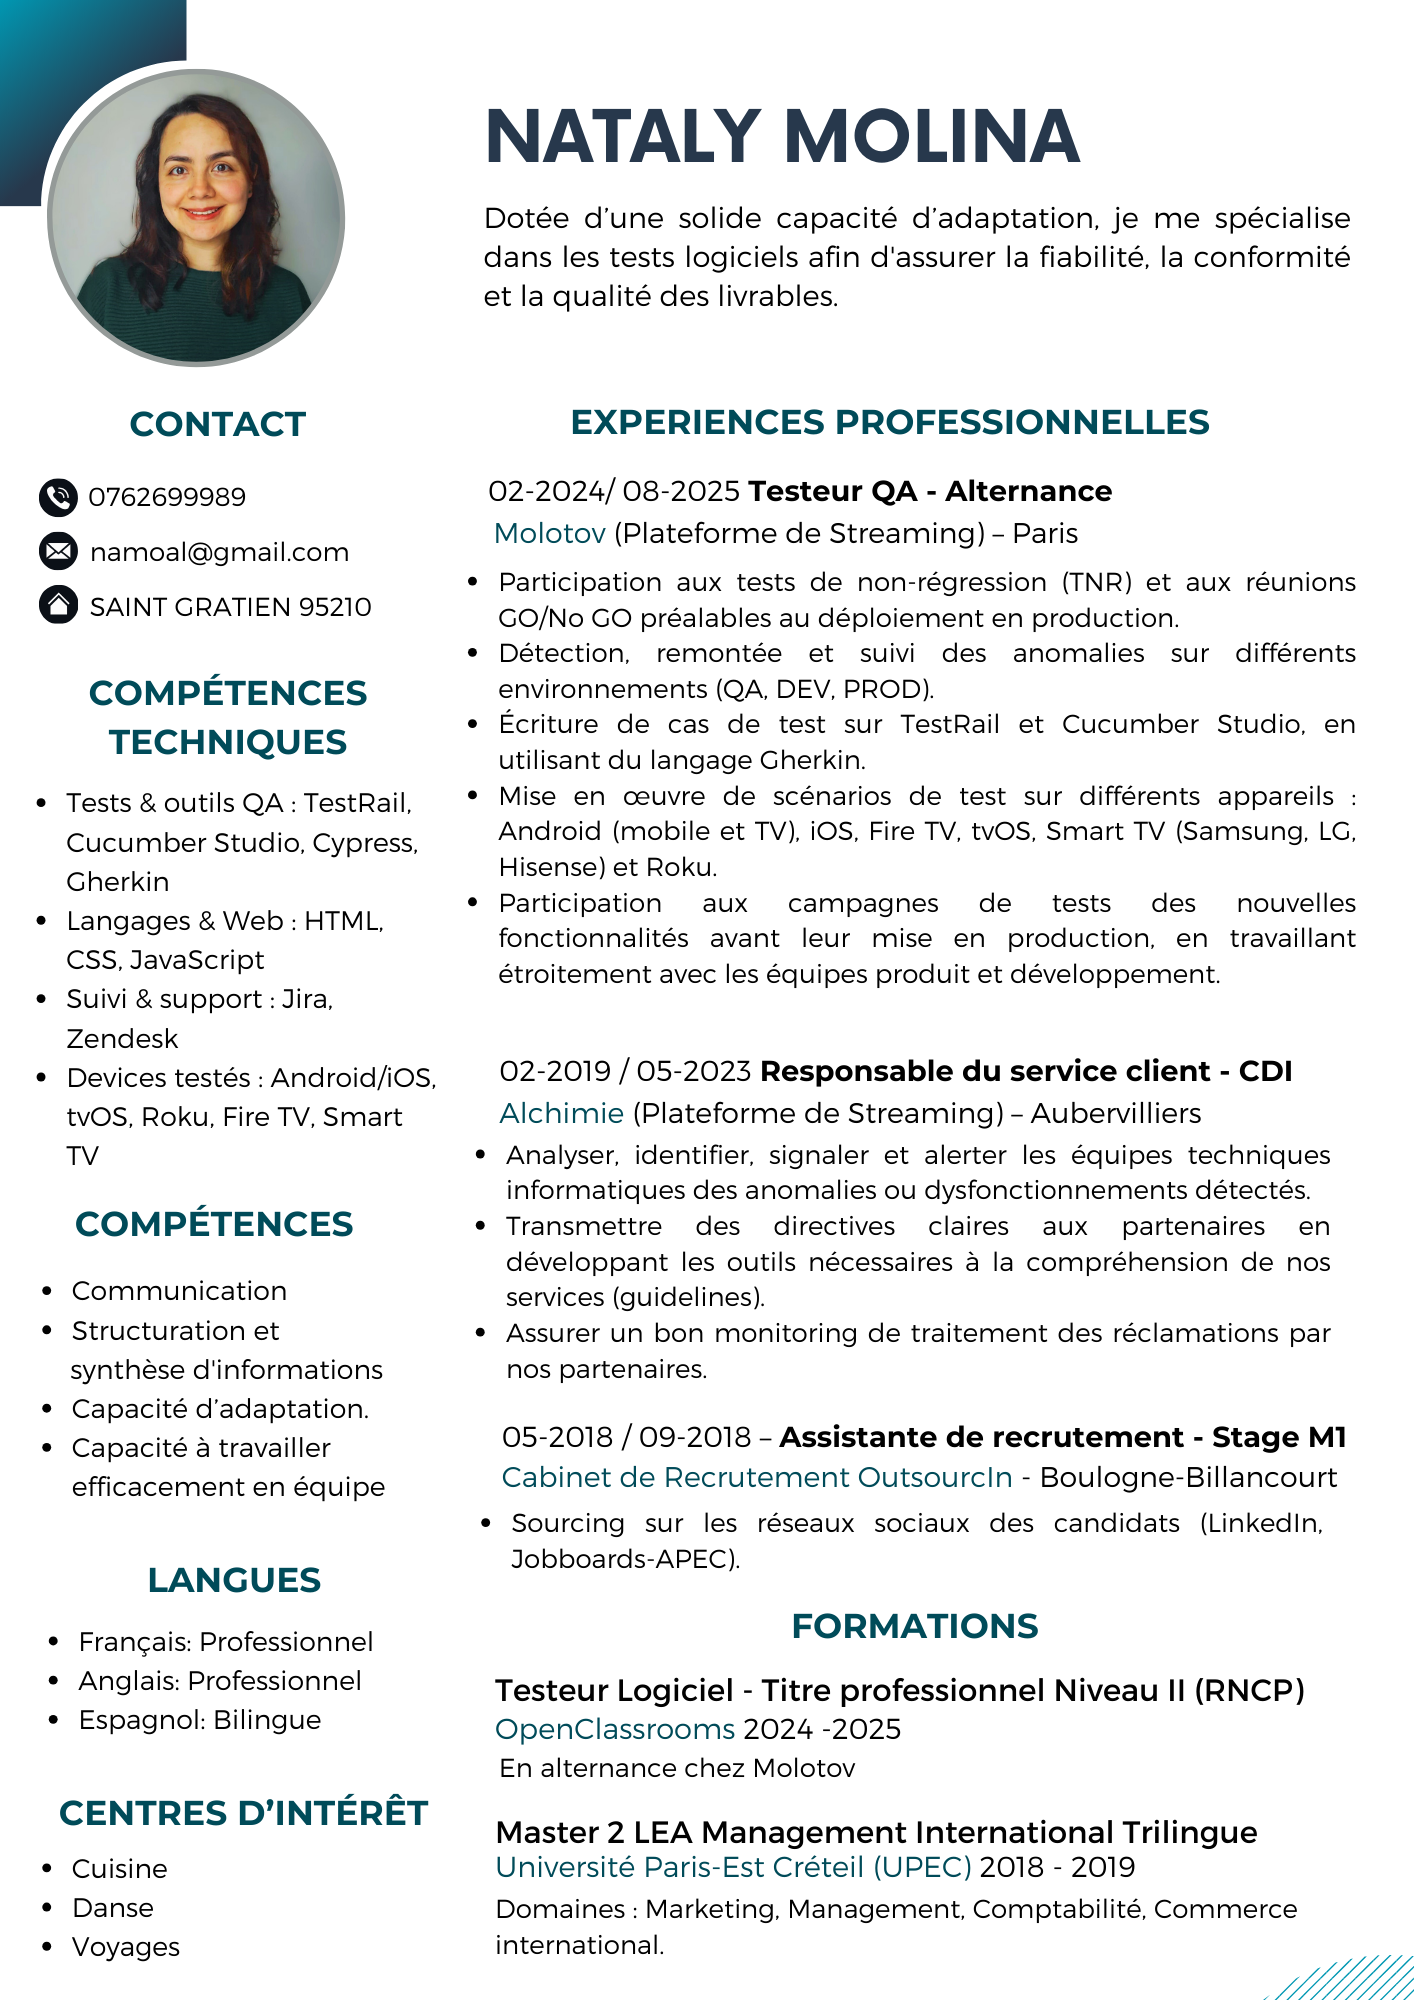 NATALY MOLINA
Dotée d’une solide capacité d’adaptation, je me spécialise
dans les tests logiciels afin d'assurer la fiabilité, la conformité
et la qualité des livrables.
CONTACT
0762699989
namoal@gmail.com
SAINT GRATIEN 95210
COMPÉTENCES
TECHNIQUES
• Tests & outils QA : TestRail,
Cucumber Studio, Cypress,
Gherkin
• Langages & Web : HTML,
CSS, JavaScript
• Suivi & support : Jira,
Zendesk
• Devices testés : Android/iOS,
tvOS, Roku, Fire TV, Smart
TV
COMPÉTENCES
• Communication
• Structuration et
synthèse d'informations
• Capacité d’adaptation.
• Capacité à travailler
efficacement en équipe
LANGUES
• Français: Professionnel
• Anglais: Professionnel
• Espagnol: Bilingue
CENTRES D’INTÉRÊT
• Cuisine
• Danse
• Voyages
EXPERIENCES PROFESSIONNELLES
02-2024/ 08-2025 Testeur QA - Alternance
Molotov (Plateforme de Streaming) – Paris
• Participation aux tests de non-régression (TNR) et aux réunions
GO/No GO préalables au déploiement en production.
• Détection, remontée et suivi des anomalies sur différents
environnements (QA, DEV, PROD).
• Écriture de cas de test sur TestRail et Cucumber Studio, en
utilisant du langage Gherkin.
• Mise en œuvre de scénarios de test sur différents appareils :
Android (mobile et TV), iOS, Fire TV, tvOS, Smart TV (Samsung, LG,
Hisense) et Roku.
• Participation aux campagnes de tests des nouvelles
fonctionnalités avant leur mise en production, en travaillant
étroitement avec les équipes produit et développement.
02-2019 / 05-2023 Responsable du service client - CDI
Alchimie (Plateforme de Streaming) – Aubervilliers
• Analyser, identifier, signaler et alerter les équipes techniques
informatiques des anomalies ou dysfonctionnements détectés.
• Transmettre des directives claires aux partenaires en
développant les outils nécessaires à la compréhension de nos
services (guidelines).
• Assurer un bon monitoring de traitement des réclamations par
nos partenaires.
05-2018 / 09-2018 – Assistante de recrutement - Stage M1
Cabinet de Recrutement OutsourcIn - Boulogne-Billancourt
• Sourcing sur les réseaux sociaux des candidats (LinkedIn,
Jobboards-APEC).
FORMATIONS
Testeur Logiciel - Titre professionnel Niveau II (RNCP)
OpenClassrooms 2024 -2025
En alternance chez Molotov
Master 2 LEA Management International Trilingue
Université Paris-Est Créteil (UPEC) 2018 - 2019
Domaines : Marketing, Management, Comptabilité, Commerce
international.